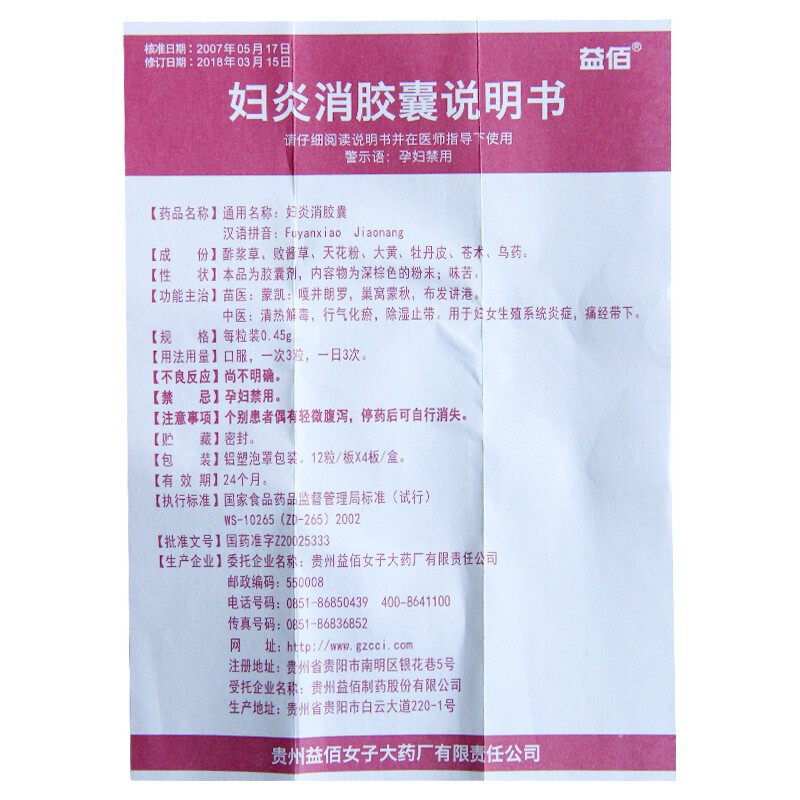 核准日期：2007年05月17日
修订日期：2018年03月15日
益佰®
妇炎消胶囊说明书
请仔细阅读说明书并在医师指导下使用
警示语：孕妇禁用
【药品名称】通用名称：妇炎消胶囊
汉语拼音：Fuyanxiao Jiaonang
【成 份】酢浆草、败酱草、天花粉、大黄、牡丹皮、苍术、乌药。
【性 状】本品为胶囊剂，内容物为深棕色的粉末；味苦。
【功能主治】苗医：蒙凯：嘎井朗罗，巢窝蒙秋，布发讲港。
中医：清热解毒，行气化瘀，除湿止带。用于妇女生殖系统炎症，痛经带下。
【规 格】每粒装0.45g
【用法用量】口服，一次3粒，一日3次。
【不良反应】尚不明确。
【禁 忌】孕妇禁用。
【注意事项】个别患者偶有轻微腹泻，停药后可自行消失。
【贮 藏】密封。
【包 装】铝塑泡罩包装。12粒/板X4板/盒。
【有 效 期】24个月。
【执行标准】国家食品药品监督管理局标准（试行）
WS-10265（ZD-265）2002
【批准文号】国药准字Z20025333
【生产企业】委托企业名称：贵州益佰女子大药厂有限责任公司
邮政编码：550008
电话号码：0851-86850439 400-8641100
传真号码：0851-86836852
网 址：http://www.gzcci.com
注册地址：贵州省贵阳市南明区银花巷5号
受托企业名称：贵州益佰制药股份有限公司
生产地址：贵州省贵阳市白云大道220-1号
贵州益佰女子大药厂有限责任公司